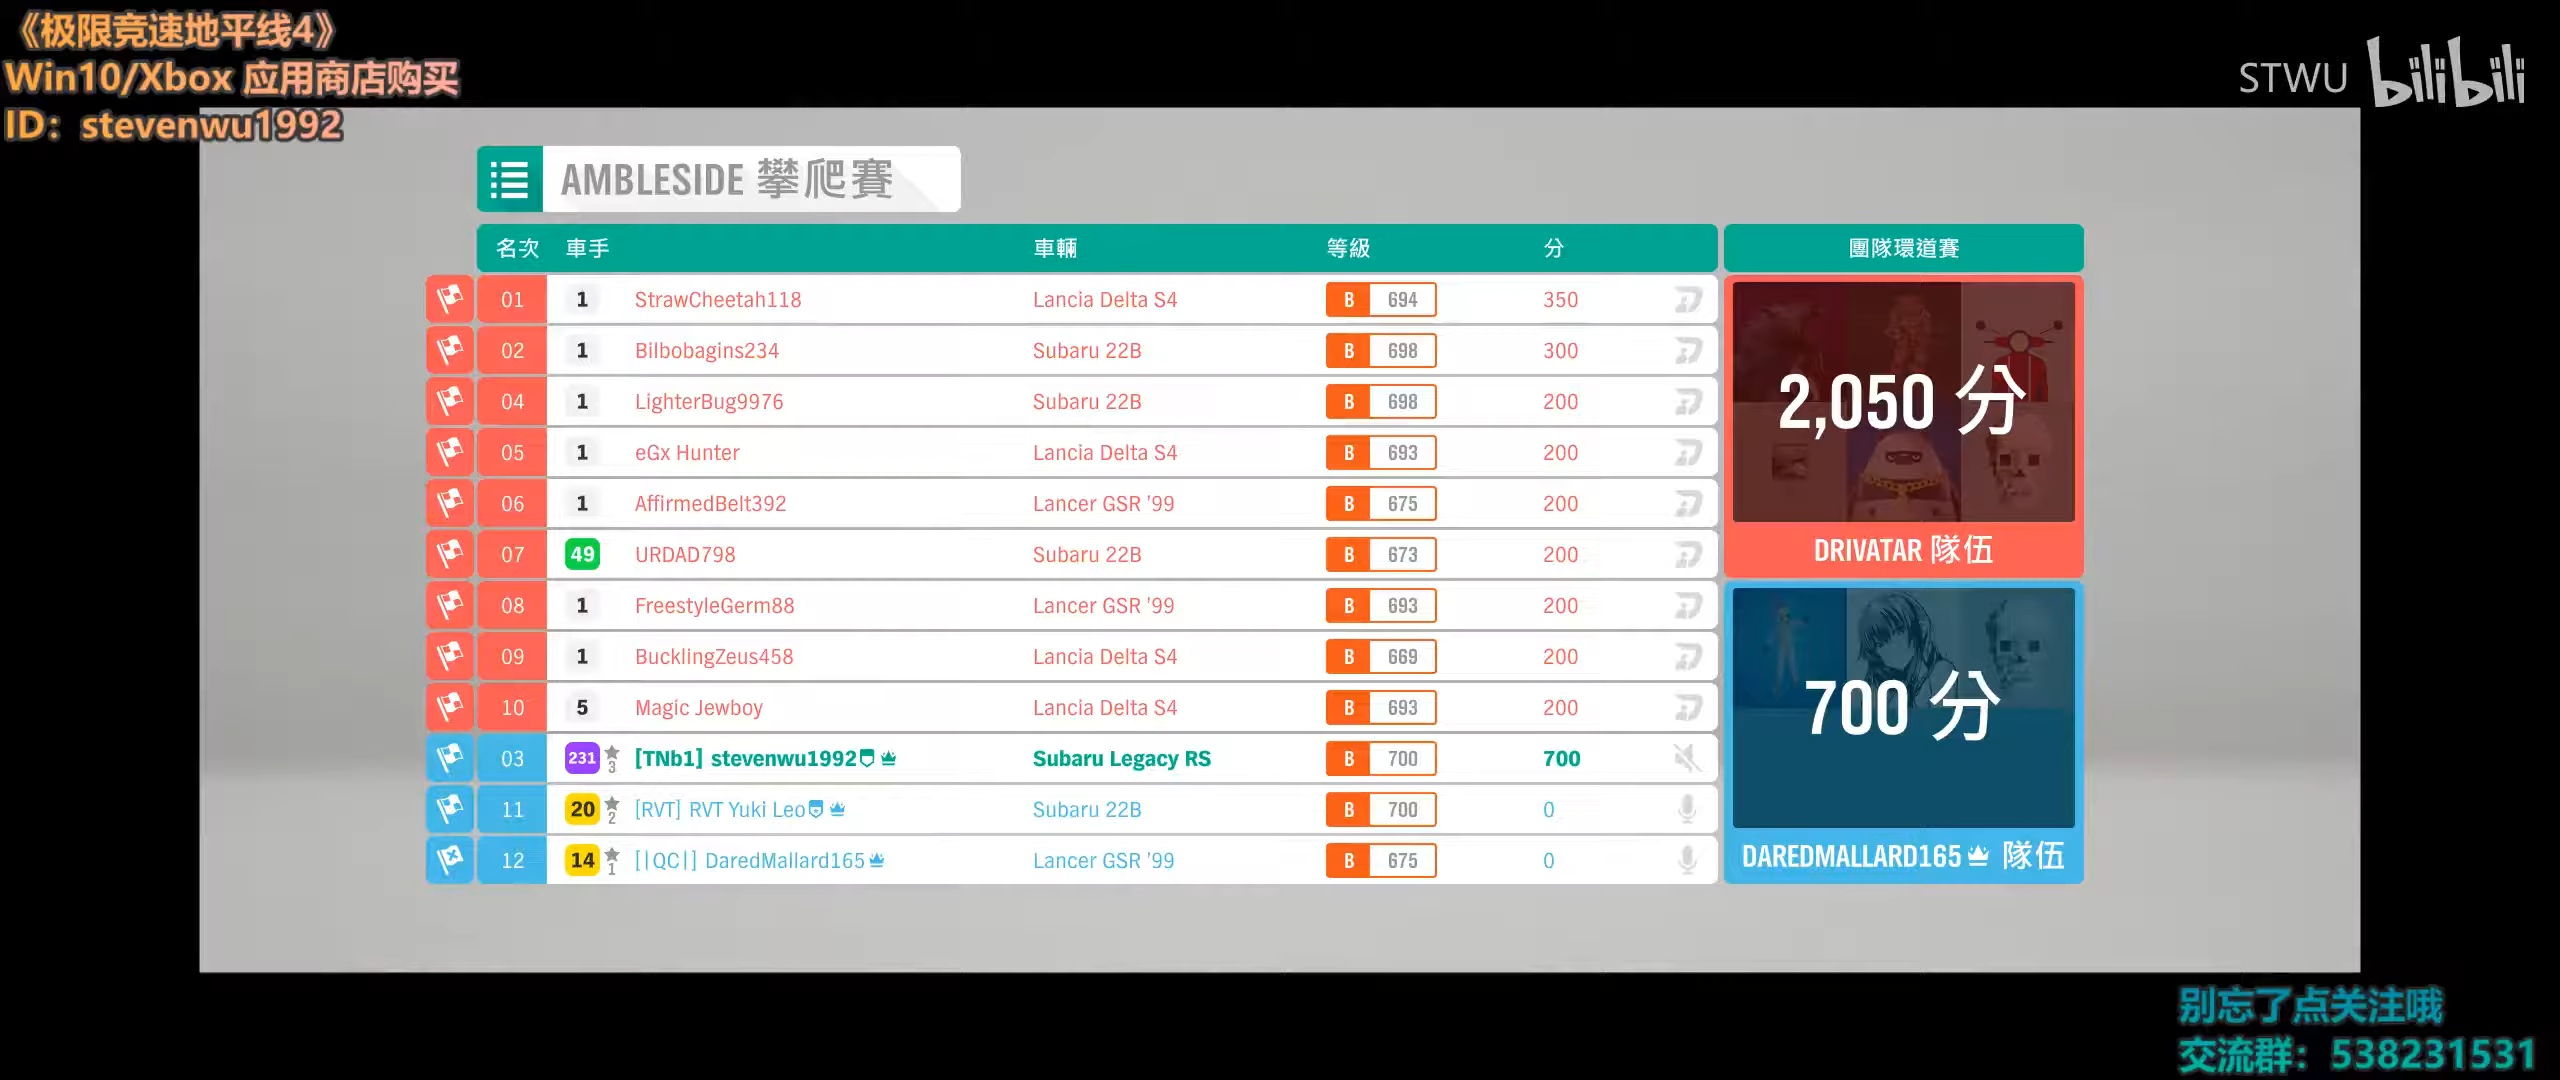 《极限竞速地平线4》
Win10/Xbox 应用商店购买
ID：stevenwu1992
STWU bilibili
AMBLESIDE 攀爬賽
名次 車手 車輛 等級 分 團隊環道賽
01 1 StrawCheetah118 Lancia Delta S4 B 694 350
02 1 Bilbobagins234 Subaru 22B B 698 300
04 1 LighterBug9976 Subaru 22B B 698 200
05 1 eGx Hunter Lancia Delta S4 B 693 200
06 1 AffirmedBelt392 Lancer GSR '99 B 675 200
07 49 URDAD798 Subaru 22B B 673 200
08 1 FreestyleGerm88 Lancer GSR '99 B 693 200
09 1 BucklingZeus458 Lancia Delta S4 B 669 200
10 5 Magic Jewboy Lancia Delta S4 B 693 200
03 231 3 [TNb1] stevenwu1992 Subaru Legacy RS B 700 700
11 20 2 [RVT] RVT Yuki Leo Subaru 22B B 700 0
12 14 1 [|QC|] DaredMallard165 Lancer GSR '99 B 675 0
2,050 分
DRIVATAR 隊伍
700 分
DAREDMALLARD165 隊伍
别忘了点关注哦
交流群：538231531